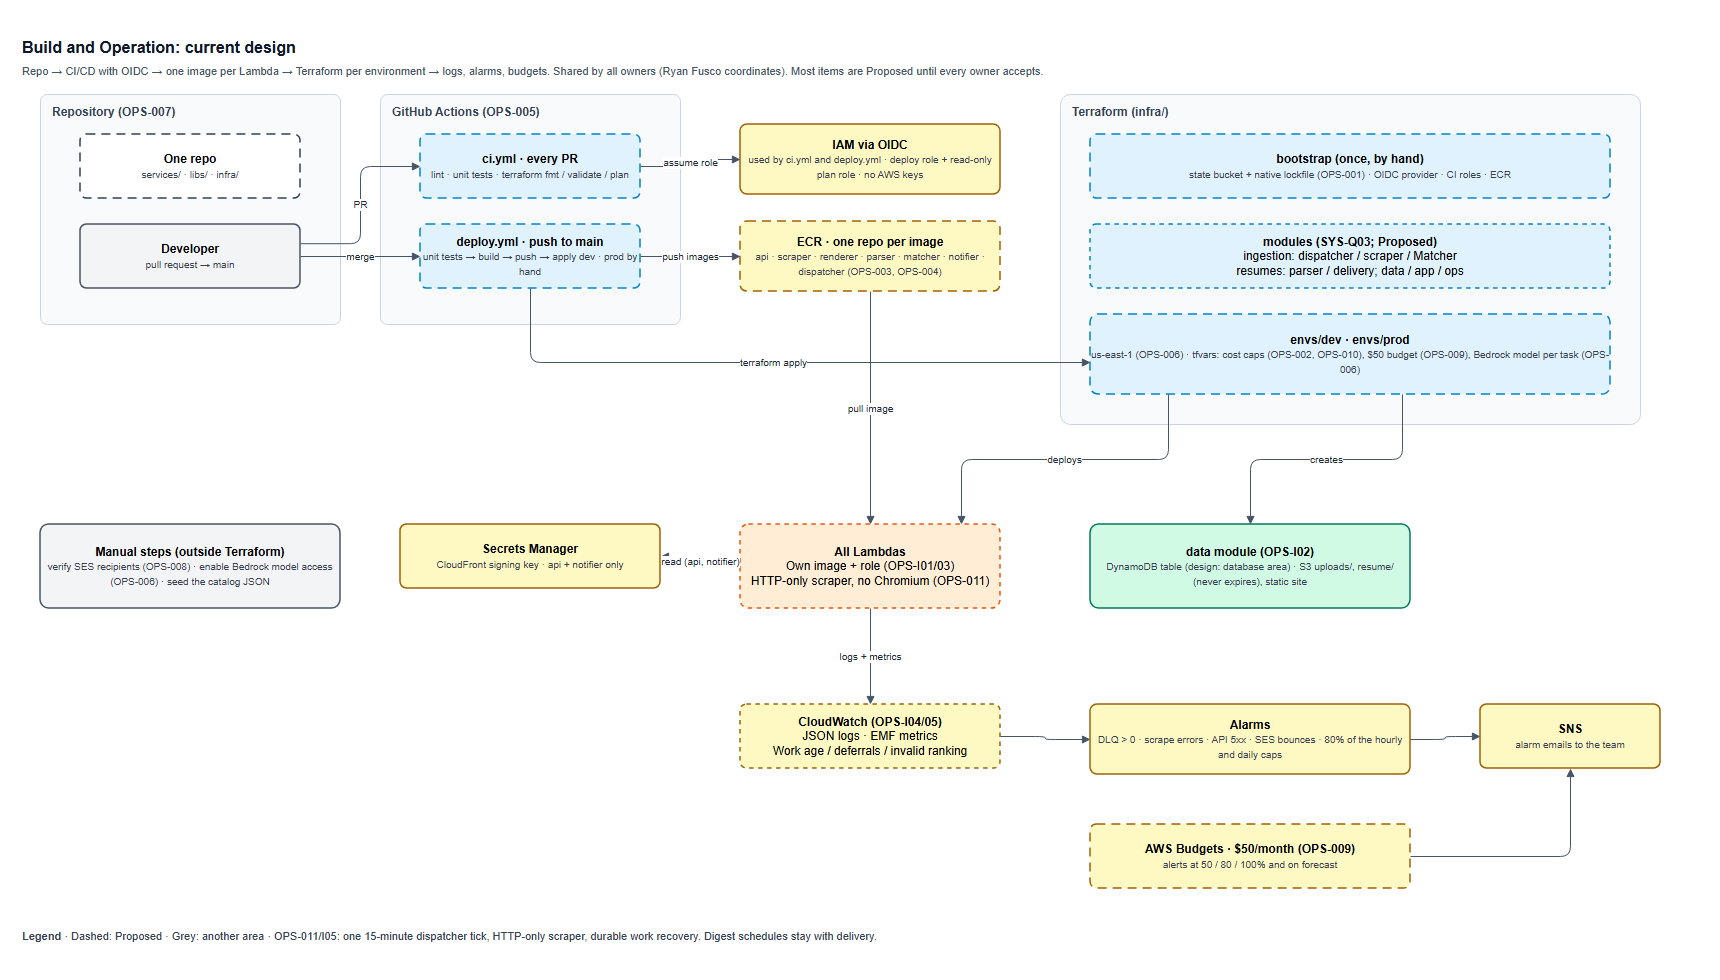 Build and Operation: current design
Repo → CI/CD with OIDC → one image per Lambda → Terraform per environment → logs, alarms, budgets. Shared by all owners (Ryan Fusco coordinates). Most items are Proposed until every owner accepts.
Repository (OPS-007)
One repo
services/ · libs/ · infra/
Developer
pull request → main
PR
merge
GitHub Actions (OPS-005)
ci.yml · every PR
lint · unit tests · terraform fmt / validate / plan
deploy.yml · push to main
unit tests → build → push → apply dev · prod by
hand
assume role
push images
IAM via OIDC
used by ci.yml and deploy.yml · deploy role + read-only
plan role · no AWS keys
ECR · one repo per image
api · scraper · renderer · parser · matcher · notifier ·
dispatcher (OPS-003, OPS-004)
Terraform (infra/)
bootstrap (once, by hand)
state bucket + native lockfile (OPS-001) · OIDC provider · CI roles · ECR
modules (SYS-Q03; Proposed)
ingestion: dispatcher / scraper / Matcher
resumes: parser / delivery; data / app / ops
envs/dev · envs/prod
us-east-1 (OPS-006) · tfvars: cost caps (OPS-002, OPS-010), $50 budget (OPS-009), Bedrock model per task (OPS-
006)
terraform apply
pull image
deploys
creates
Manual steps (outside Terraform)
verify SES recipients (OPS-008) · enable Bedrock model access
(OPS-006) · seed the catalog JSON
Secrets Manager
CloudFront signing key · api + notifier only
read (api, notifier)
All Lambdas
Own image + role (OPS-I01/03)
HTTP-only scraper, no Chromium (OPS-011)
data module (OPS-I02)
DynamoDB table (design: database area) · S3 uploads/, resume/
(never expires), static site
logs + metrics
CloudWatch (OPS-I04/05)
JSON logs · EMF metrics
Work age / deferrals / invalid ranking
Alarms
DLQ > 0 · scrape errors · API 5xx · SES bounces · 80% of the hourly
and daily caps
SNS
alarm emails to the team
AWS Budgets · $50/month (OPS-009)
alerts at 50 / 80 / 100% and on forecast
Legend · Dashed: Proposed · Grey: another area · OPS-011/I05: one 15-minute dispatcher tick, HTTP-only scraper, durable work recovery. Digest schedules stay with delivery.